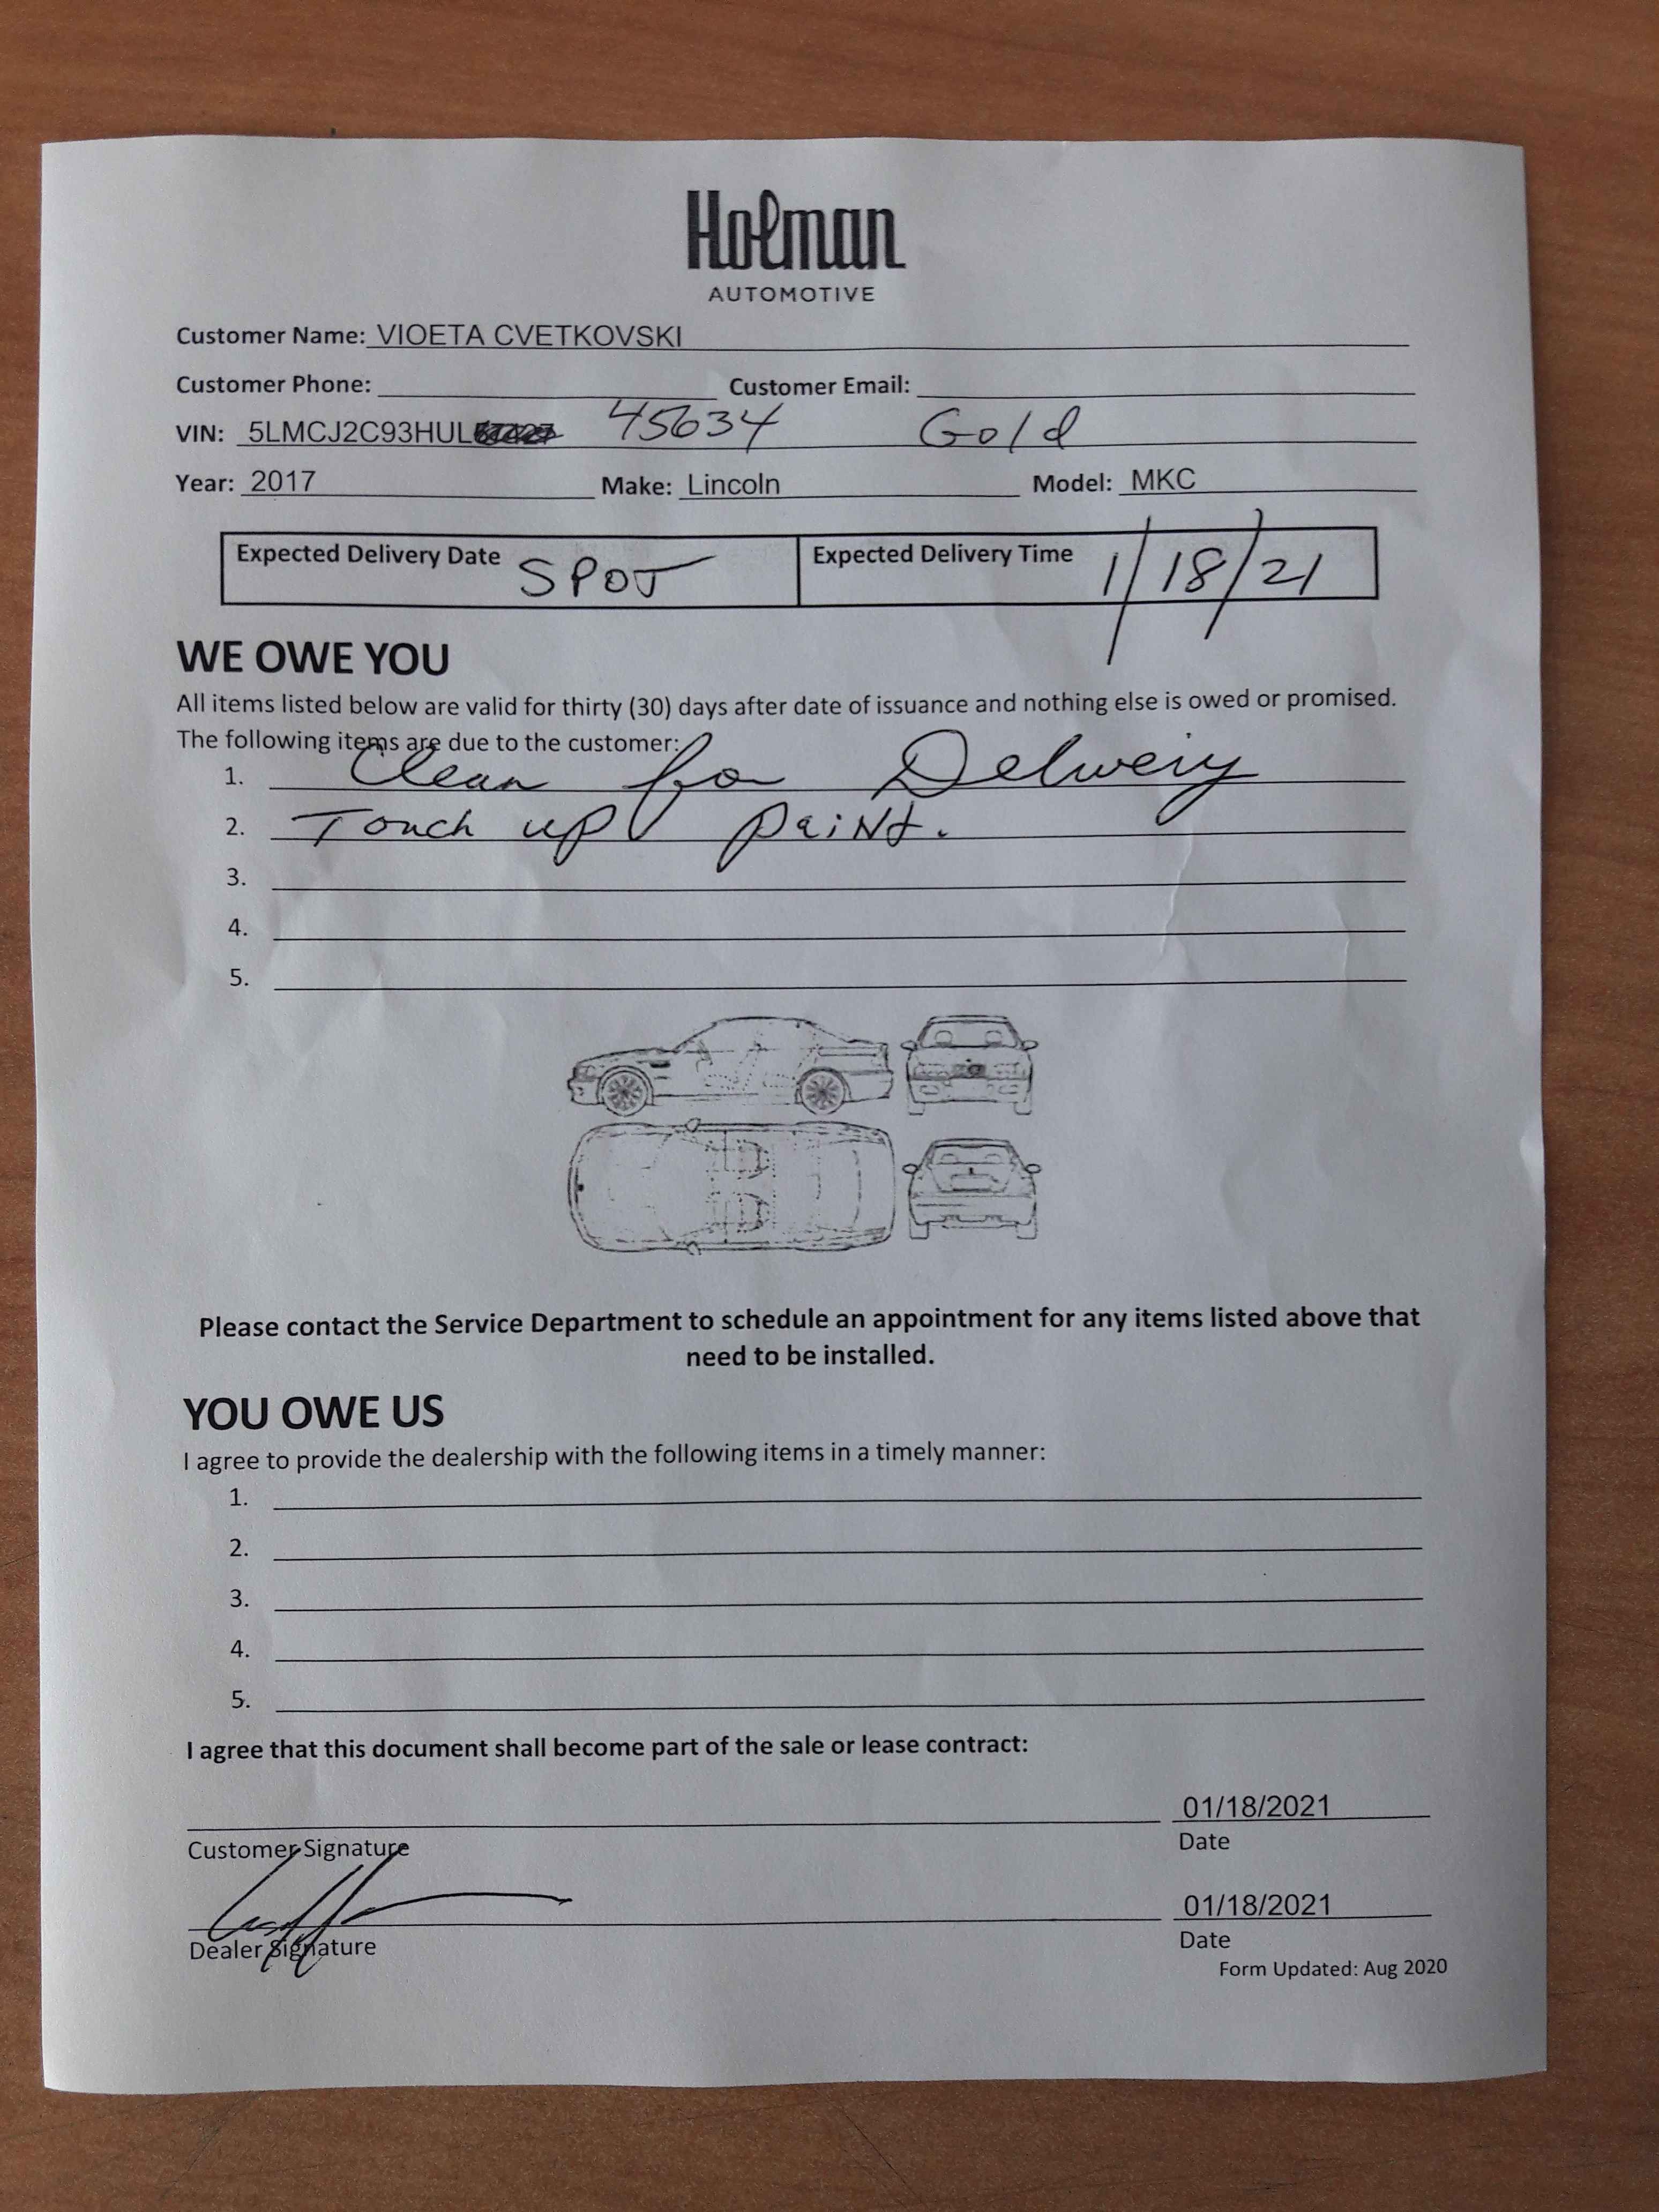 Holman
AUTOMOTIVE
Customer Name: VIOETA CVETKOVSKI
Customer Phone: Customer Email:
VIN: 5LMCJ2C93HUL 45634 Gold
Year: 2017 Make: Lincoln Model: MKC
Expected Delivery Date SPOT Expected Delivery Time 1/18/21
WE OWE YOU
All items listed below are valid for thirty (30) days after date of issuance and nothing else is owed or promised.
The following items are due to the customer:
1. Clean for Delivery
2. Touch up paint.
3.
4.
5.
Please contact the Service Department to schedule an appointment for any items listed above that
need to be installed.
YOU OWE US
I agree to provide the dealership with the following items in a timely manner:
1.
2.
3.
4.
5.
I agree that this document shall become part of the sale or lease contract:
01/18/2021
Customer Signature Date
01/18/2021
Dealer Signature Date
Form Updated: Aug 2020